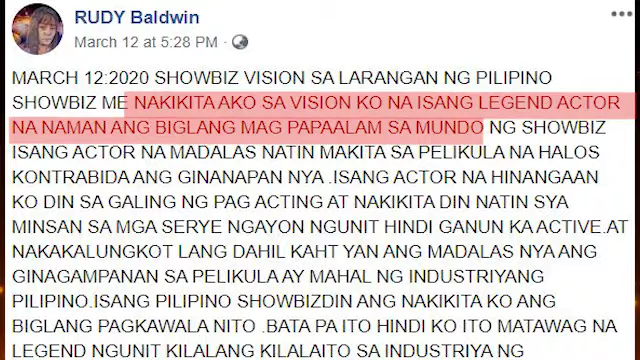 RUDY Baldwin
March 12 at 5:28 PM ·
MARCH 12:2020 SHOWBIZ VISION SA LARANGAN NG PILIPINO
SHOWBIZ ME NAKIKITA AKO SA VISION KO NA ISANG LEGEND ACTOR
NA NAMAN ANG BIGLANG MAG PAPAALAM SA MUNDO NG SHOWBIZ
ISANG ACTOR NA MADALAS NATIN MAKITA SA PELIKULA NA HALOS
KONTRABIDA ANG GINANAPAN NYA .ISANG ACTOR NA HINANGAAN
KO DIN SA GALING NG PAG ACTING AT NAKIKITA DIN NATIN SYA
MINSAN SA MGA SERYE NGAYON NGUNIT HINDI GANUN KA ACTIVE.AT
NAKAKALUNGKOT LANG DAHIL KAHT YAN ANG MADALAS NYA ANG
GINAGAMPANAN SA PELIKULA AY MAHAL NG INDUSTRIYANG
PILIPINO.ISANG PILIPINO SHOWBIZDIN ANG NAKIKITA KO ANG
BIGLANG PAGKAWALA NITO .BATA PA ITO HINDI KO ITO MATAWAG NA
LEGEND NGUNIT KILALANG KILALAITO SA INDUSTRIYA NG